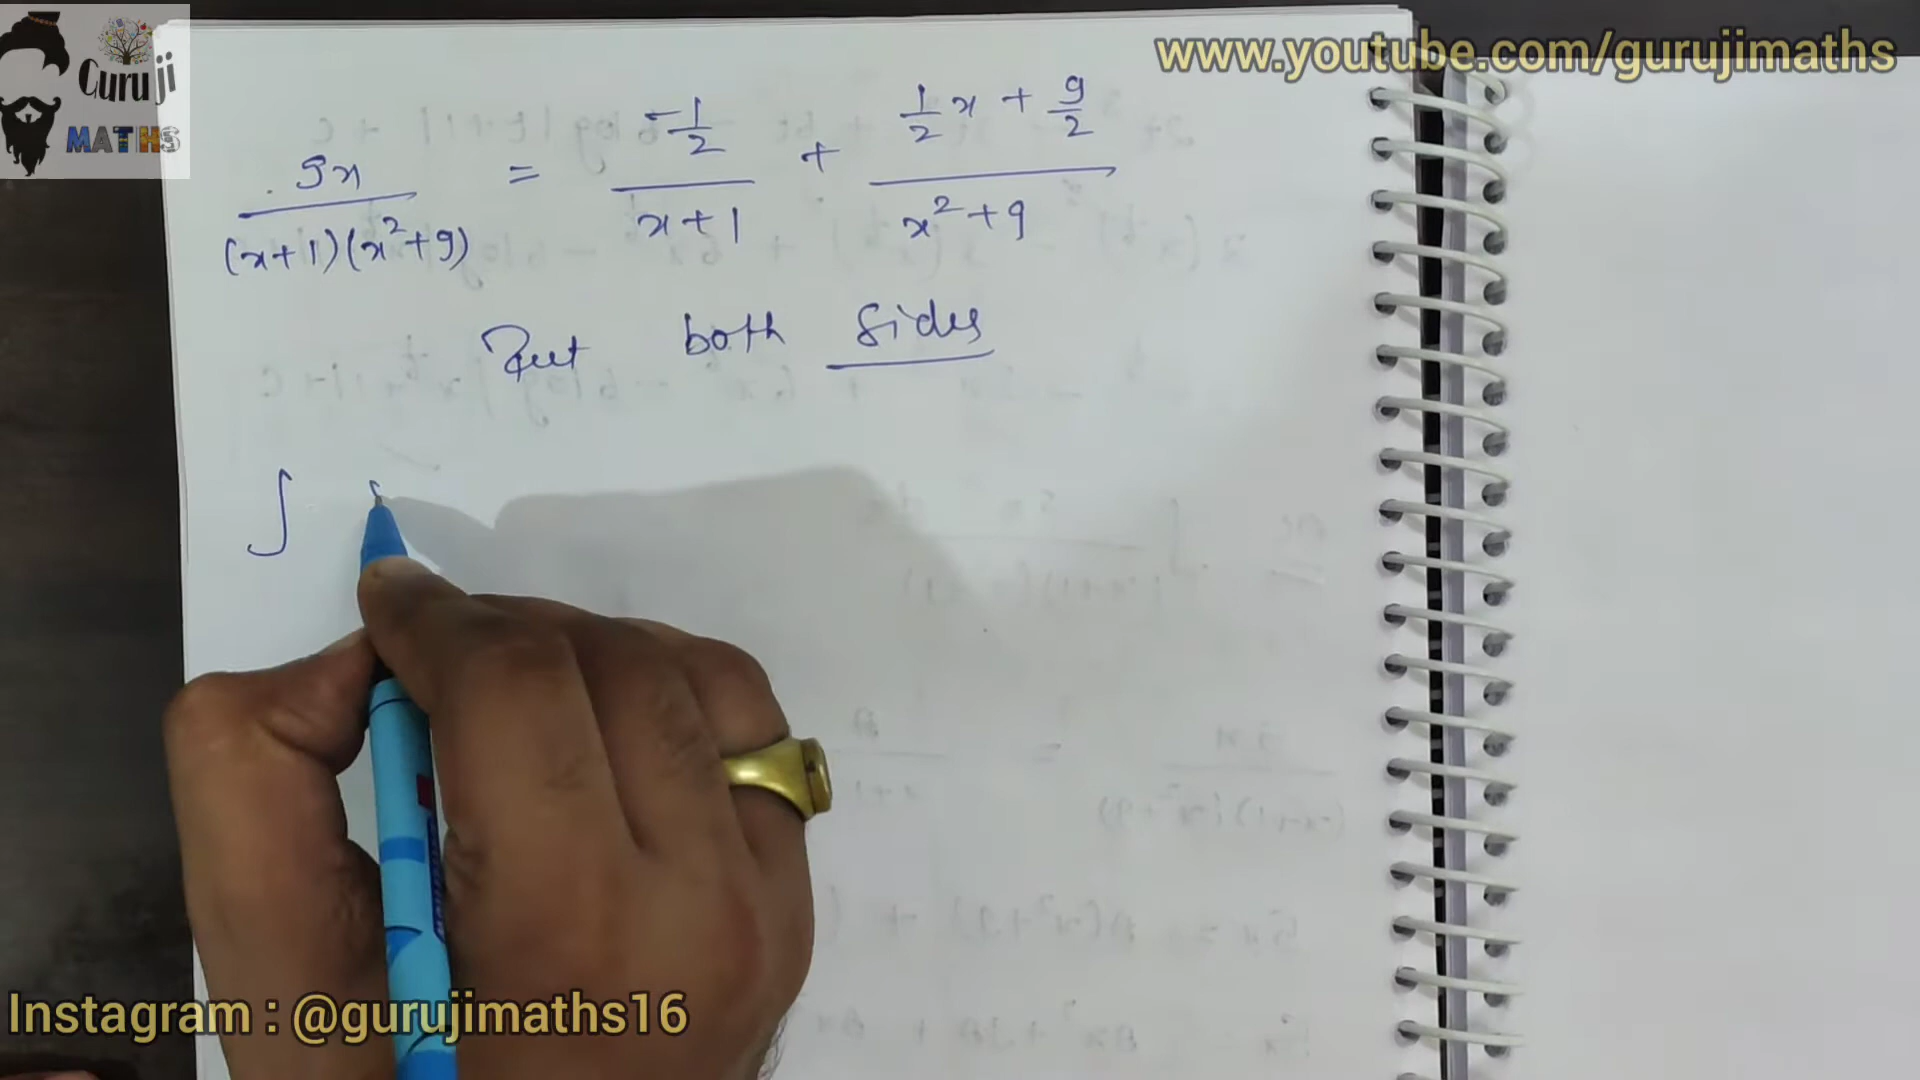 www.youtube.com/gurujimaths
Guruji
MATHS
5x / (x+1)(x²+9) = -1/2 / x+1 + 1/2 x + 9/2 / x²+9
both sides
∫
Instagram : @gurujimaths16